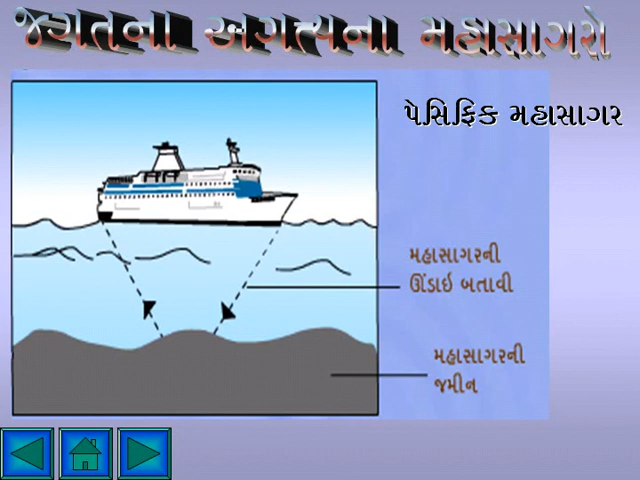 જગતના અગત્યના મહાસાગરો
પેસિફિક મહાસાગર
મહાસાગરની
ઊંડાઇ બતાવી
મહાસાગરની
જમીન